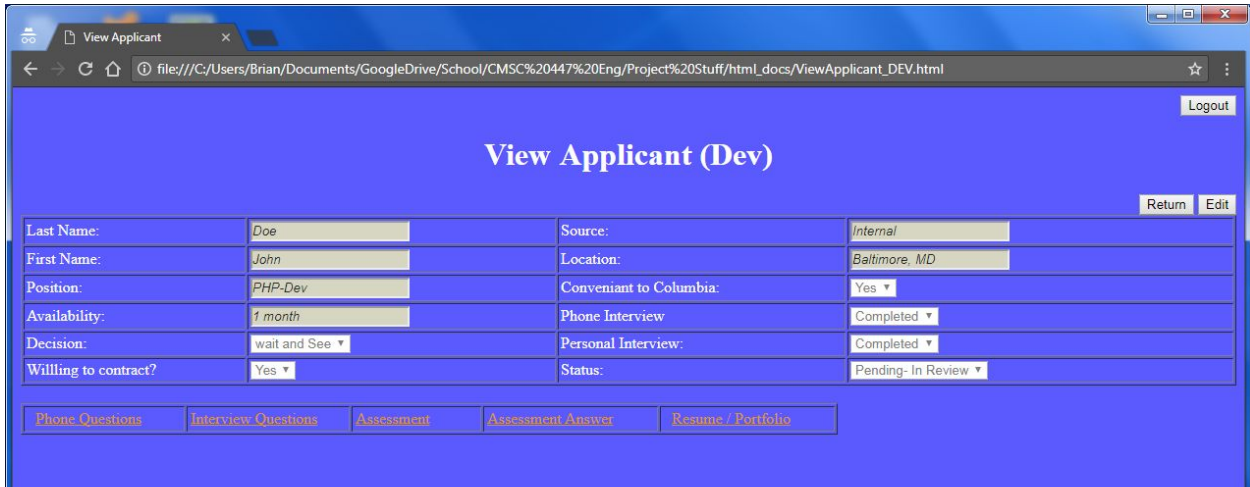 View Applicant
file:///C:/Users/Brian/Documents/GoogleDrive/School/CMSC%20447%20Eng/Project%20Stuff/html_docs/ViewApplicant_DEV.html
Logout
View Applicant (Dev)
Return Edit
Last Name: Doe Source: Internal
First Name: John Location: Baltimore, MD
Position: PHP-Dev Conveniant to Columbia: Yes
Availability: 1 month Phone Interview Completed
Decision: wait and See Personal Interview: Completed
Willling to contract? Yes Status: Pending- In Review
Phone Questions Interview Questions Assessment Assessment Answer Resume / Portfolio